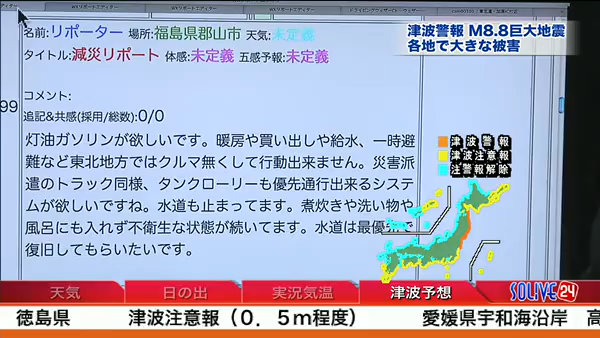 津波警報 M8.8巨大地震
各地で大きな被害
名前:リポーター 場所:福島県郡山市 天気:未定義
タイトル:減災リポート 体感:未定義 五感予報:未定義
99
コメント:
追記&共感(採用/総数):0/0
灯油ガソリンが欲しいです。暖房や買い出しや給水、一時避
難など東北地方ではクルマ無くして行動出来ません。災害派
遣のトラック同様、タンクローリーも優先通行出来るシステ
ムが欲しいですね。水道も止まってます。煮炊きや洗い物や
風呂にも入れず不衛生な状態が続いてます。水道は最優先で
復旧してもらいたいです。
津波警報
津波注意報
注警報解除
天気 日の出 実況気温 津波予想
SOLiVE24
徳島県 津波注意報(0.5m程度) 愛媛県宇和海沿岸 高